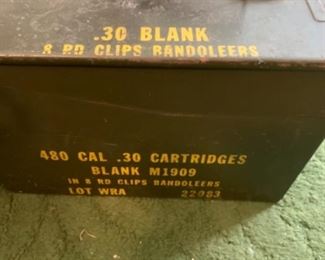 .30 BLANK
8 RD CLIPS BANDOLEERS
480 CAL .30 CARTRIDGES
BLANK M1909
IN 8 RD CLIPS BANDOLEERS
LOT WRA 22083